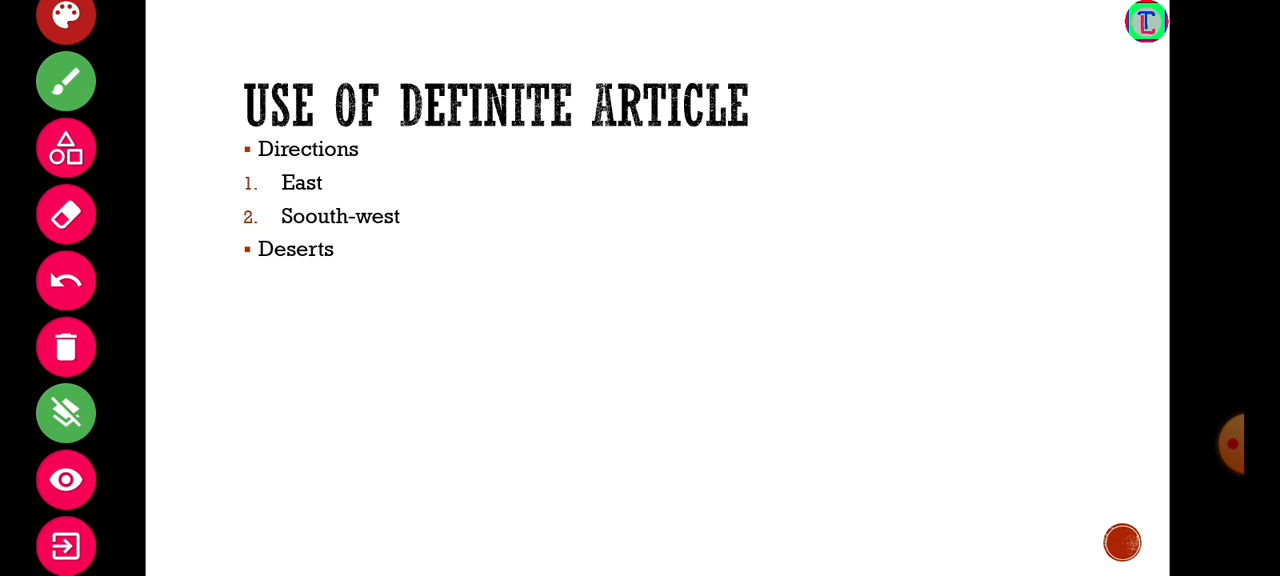 USE OF DEFINITE ARTICLE
▪ Directions
1. East
2. Soouth-west
▪ Deserts